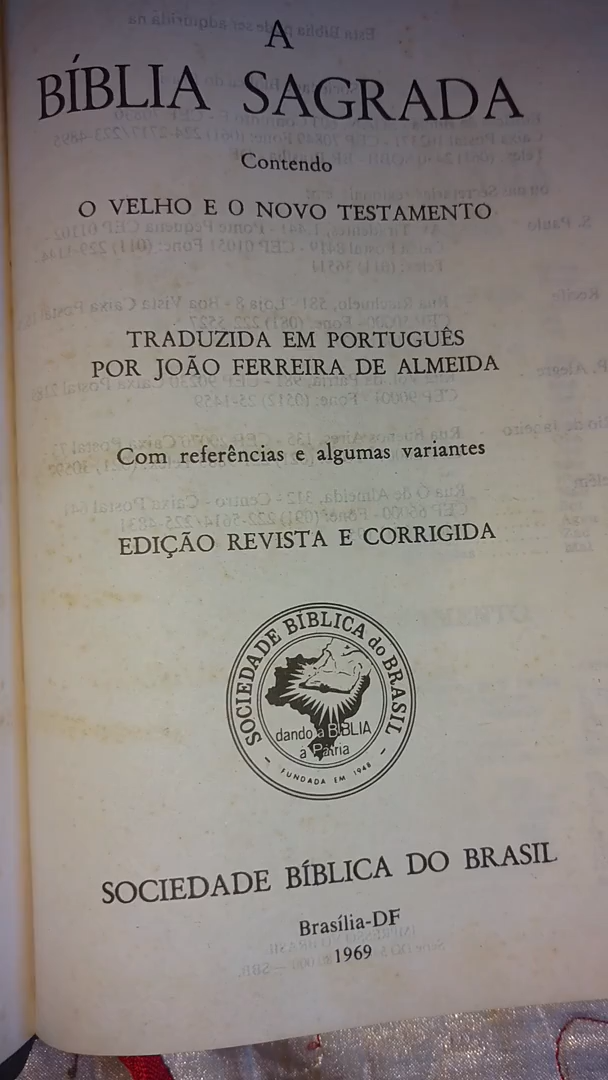 A
BÍBLIA SAGRADA
Contendo
O VELHO E O NOVO TESTAMENTO
TRADUZIDA EM PORTUGUÊS
POR JOÃO FERREIRA DE ALMEIDA
Com referências e algumas variantes
EDIÇÃO REVISTA E CORRIGIDA
SOCIEDADE BÍBLICA do BRASIL
dando a BÍBLIA
à Pátria
- FUNDADA EM 1948 -
SOCIEDADE BÍBLICA DO BRASIL
Brasília-DF
1969